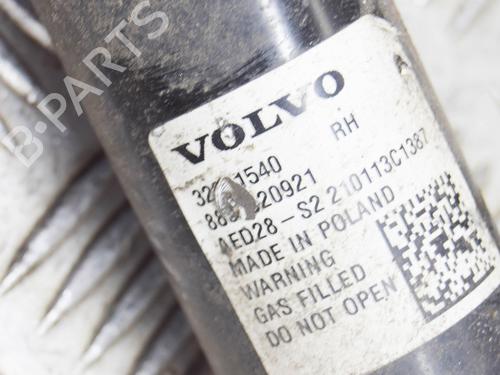 B-PARTS
VOLVO
RH
AED28-S2 210113C1387
MADE IN POLAND
WARNING
GAS FILLED
DO NOT OPEN